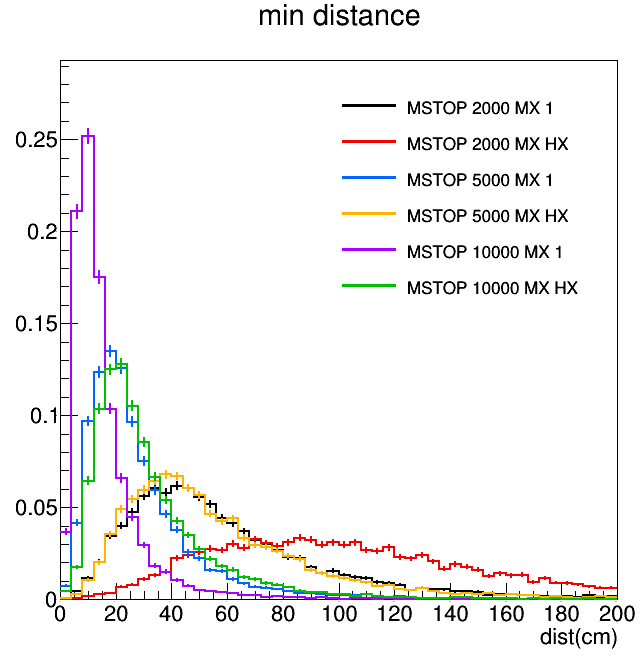 min distance
MSTOP 2000 MX 1
MSTOP 2000 MX HX
MSTOP 5000 MX 1
MSTOP 5000 MX HX
MSTOP 10000 MX 1
MSTOP 10000 MX HX
0.25
0.2
0.15
0.1
0.05
0
0 20 40 60 80 100 120 140 160 180 200
dist(cm)